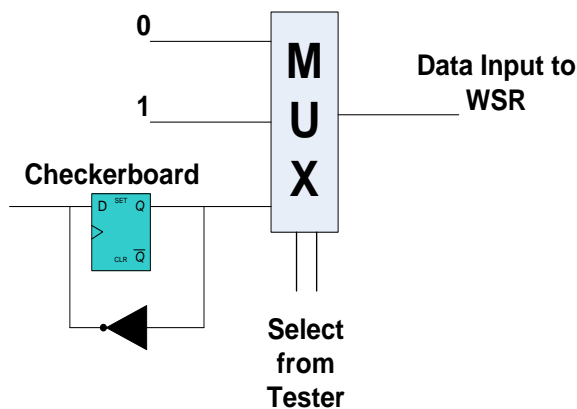 0
1
M
U
X
Data Input to
WSR
Checkerboard
D SET Q
CLR Q
Select
from
Tester